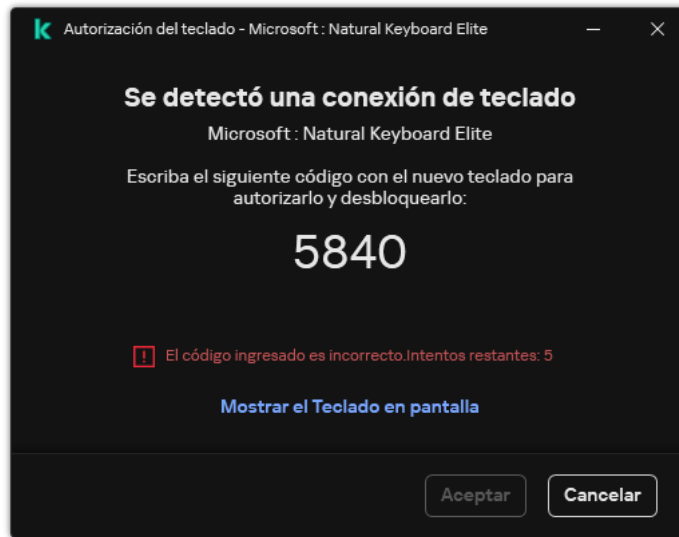 Autorización del teclado - Microsoft : Natural Keyboard Elite
Se detectó una conexión de teclado
Microsoft : Natural Keyboard Elite
Escriba el siguiente código con el nuevo teclado para
autorizarlo y desbloquearlo:
5840
El código ingresado es incorrecto.Intentos restantes: 5
Mostrar el Teclado en pantalla
Aceptar
Cancelar